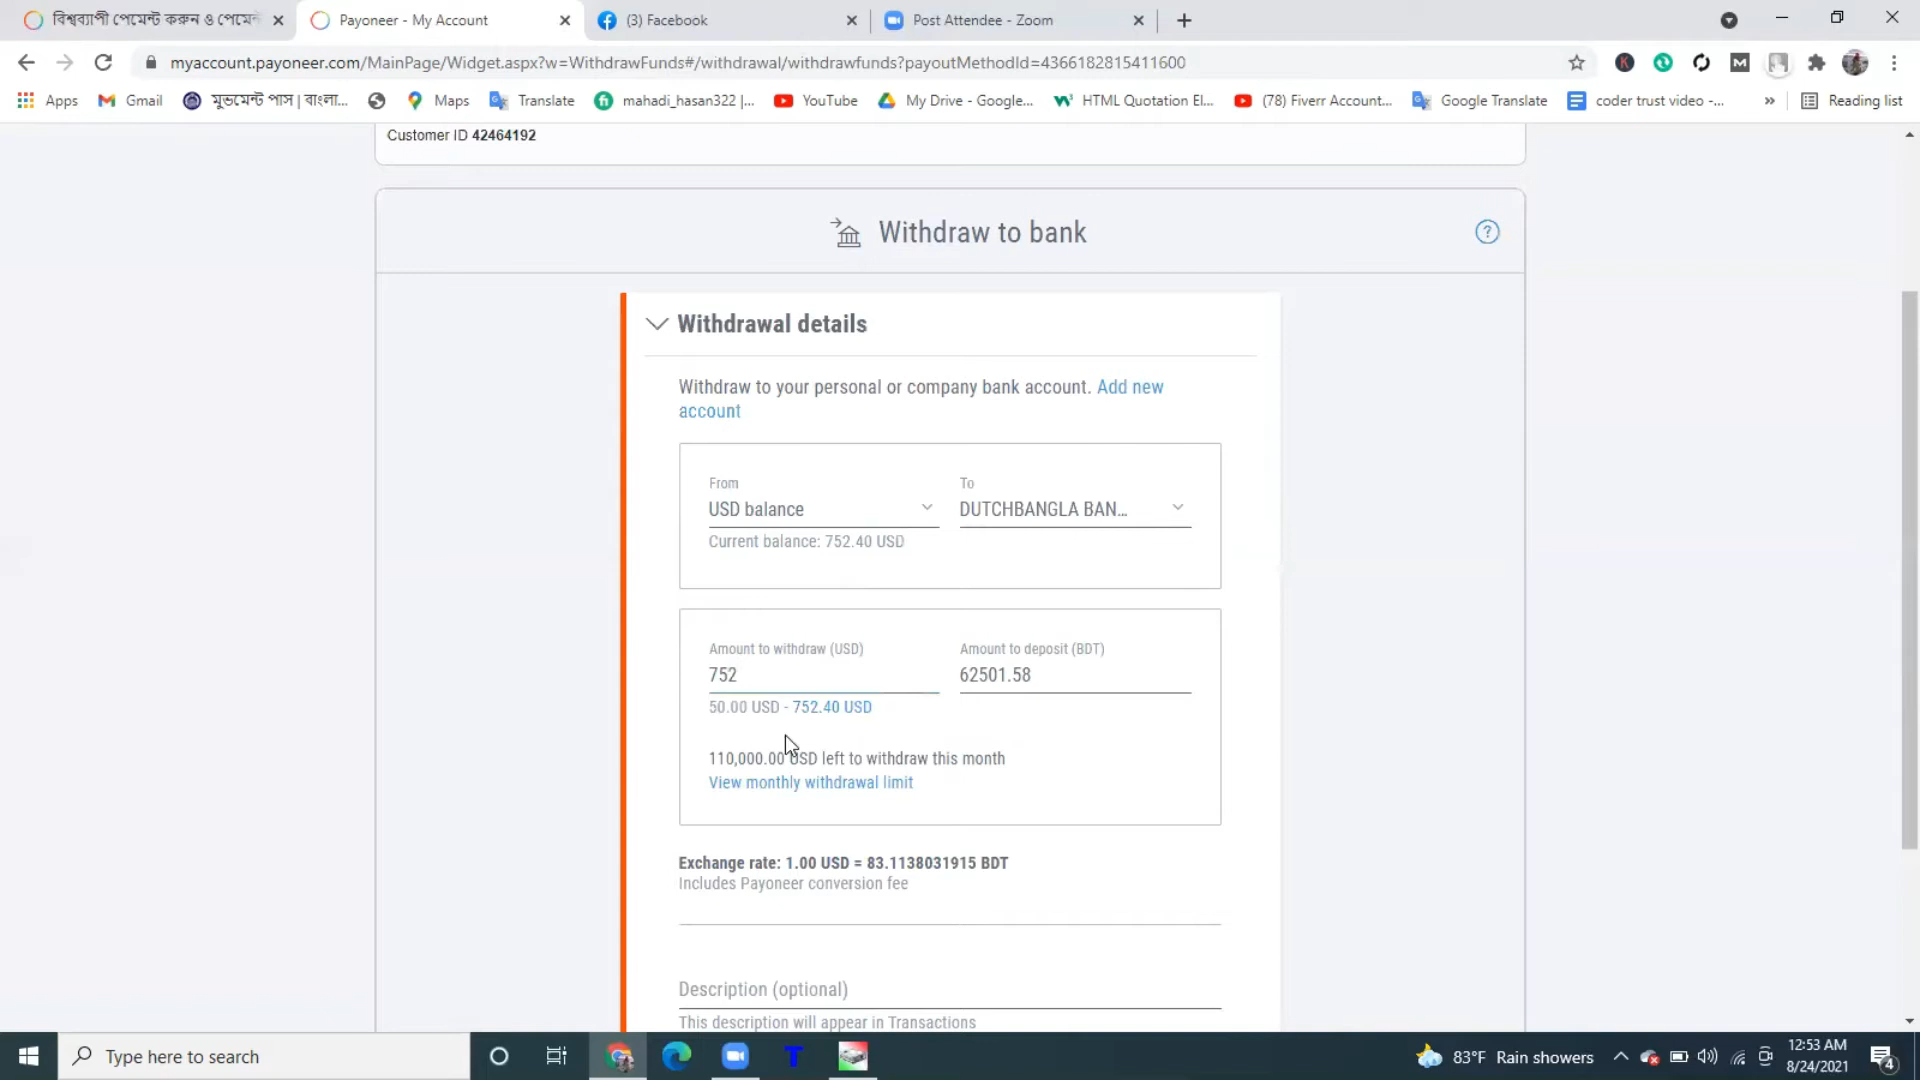 বিশ্বব্যাপী পেমেন্ট করুন ও পেমে
Payoneer - My Account
(3) Facebook
Post Attendee - Zoom
myaccount.payoneer.com/MainPage/Widget.aspx?w=WithdrawFunds#/withdrawal/withdrawfunds?payoutMethodId=4366182815411600
Apps
Gmail
মুভমেন্ট পাস | বাংলা...
Maps
Translate
mahadi_hasan322 |...
YouTube
My Drive - Google...
HTML Quotation El...
(78) Fiverr Account...
Google Translate
coder trust video -...
»
Reading list
Customer ID 42464192
Withdraw to bank
Withdrawal details
Withdraw to your personal or company bank account. Add new
account
From
To
USD balance
DUTCHBANGLA BAN...
Current balance: 752.40 USD
Amount to withdraw (USD)
Amount to deposit (BDT)
752
62501.58
50.00 USD - 752.40 USD
110,000.00 USD left to withdraw this month
View monthly withdrawal limit
Exchange rate: 1.00 USD = 83.1138031915 BDT
Includes Payoneer conversion fee
Description (optional)
This description will appear in Transactions
Type here to search
83°F Rain showers
12:53 AM
8/24/2021
4